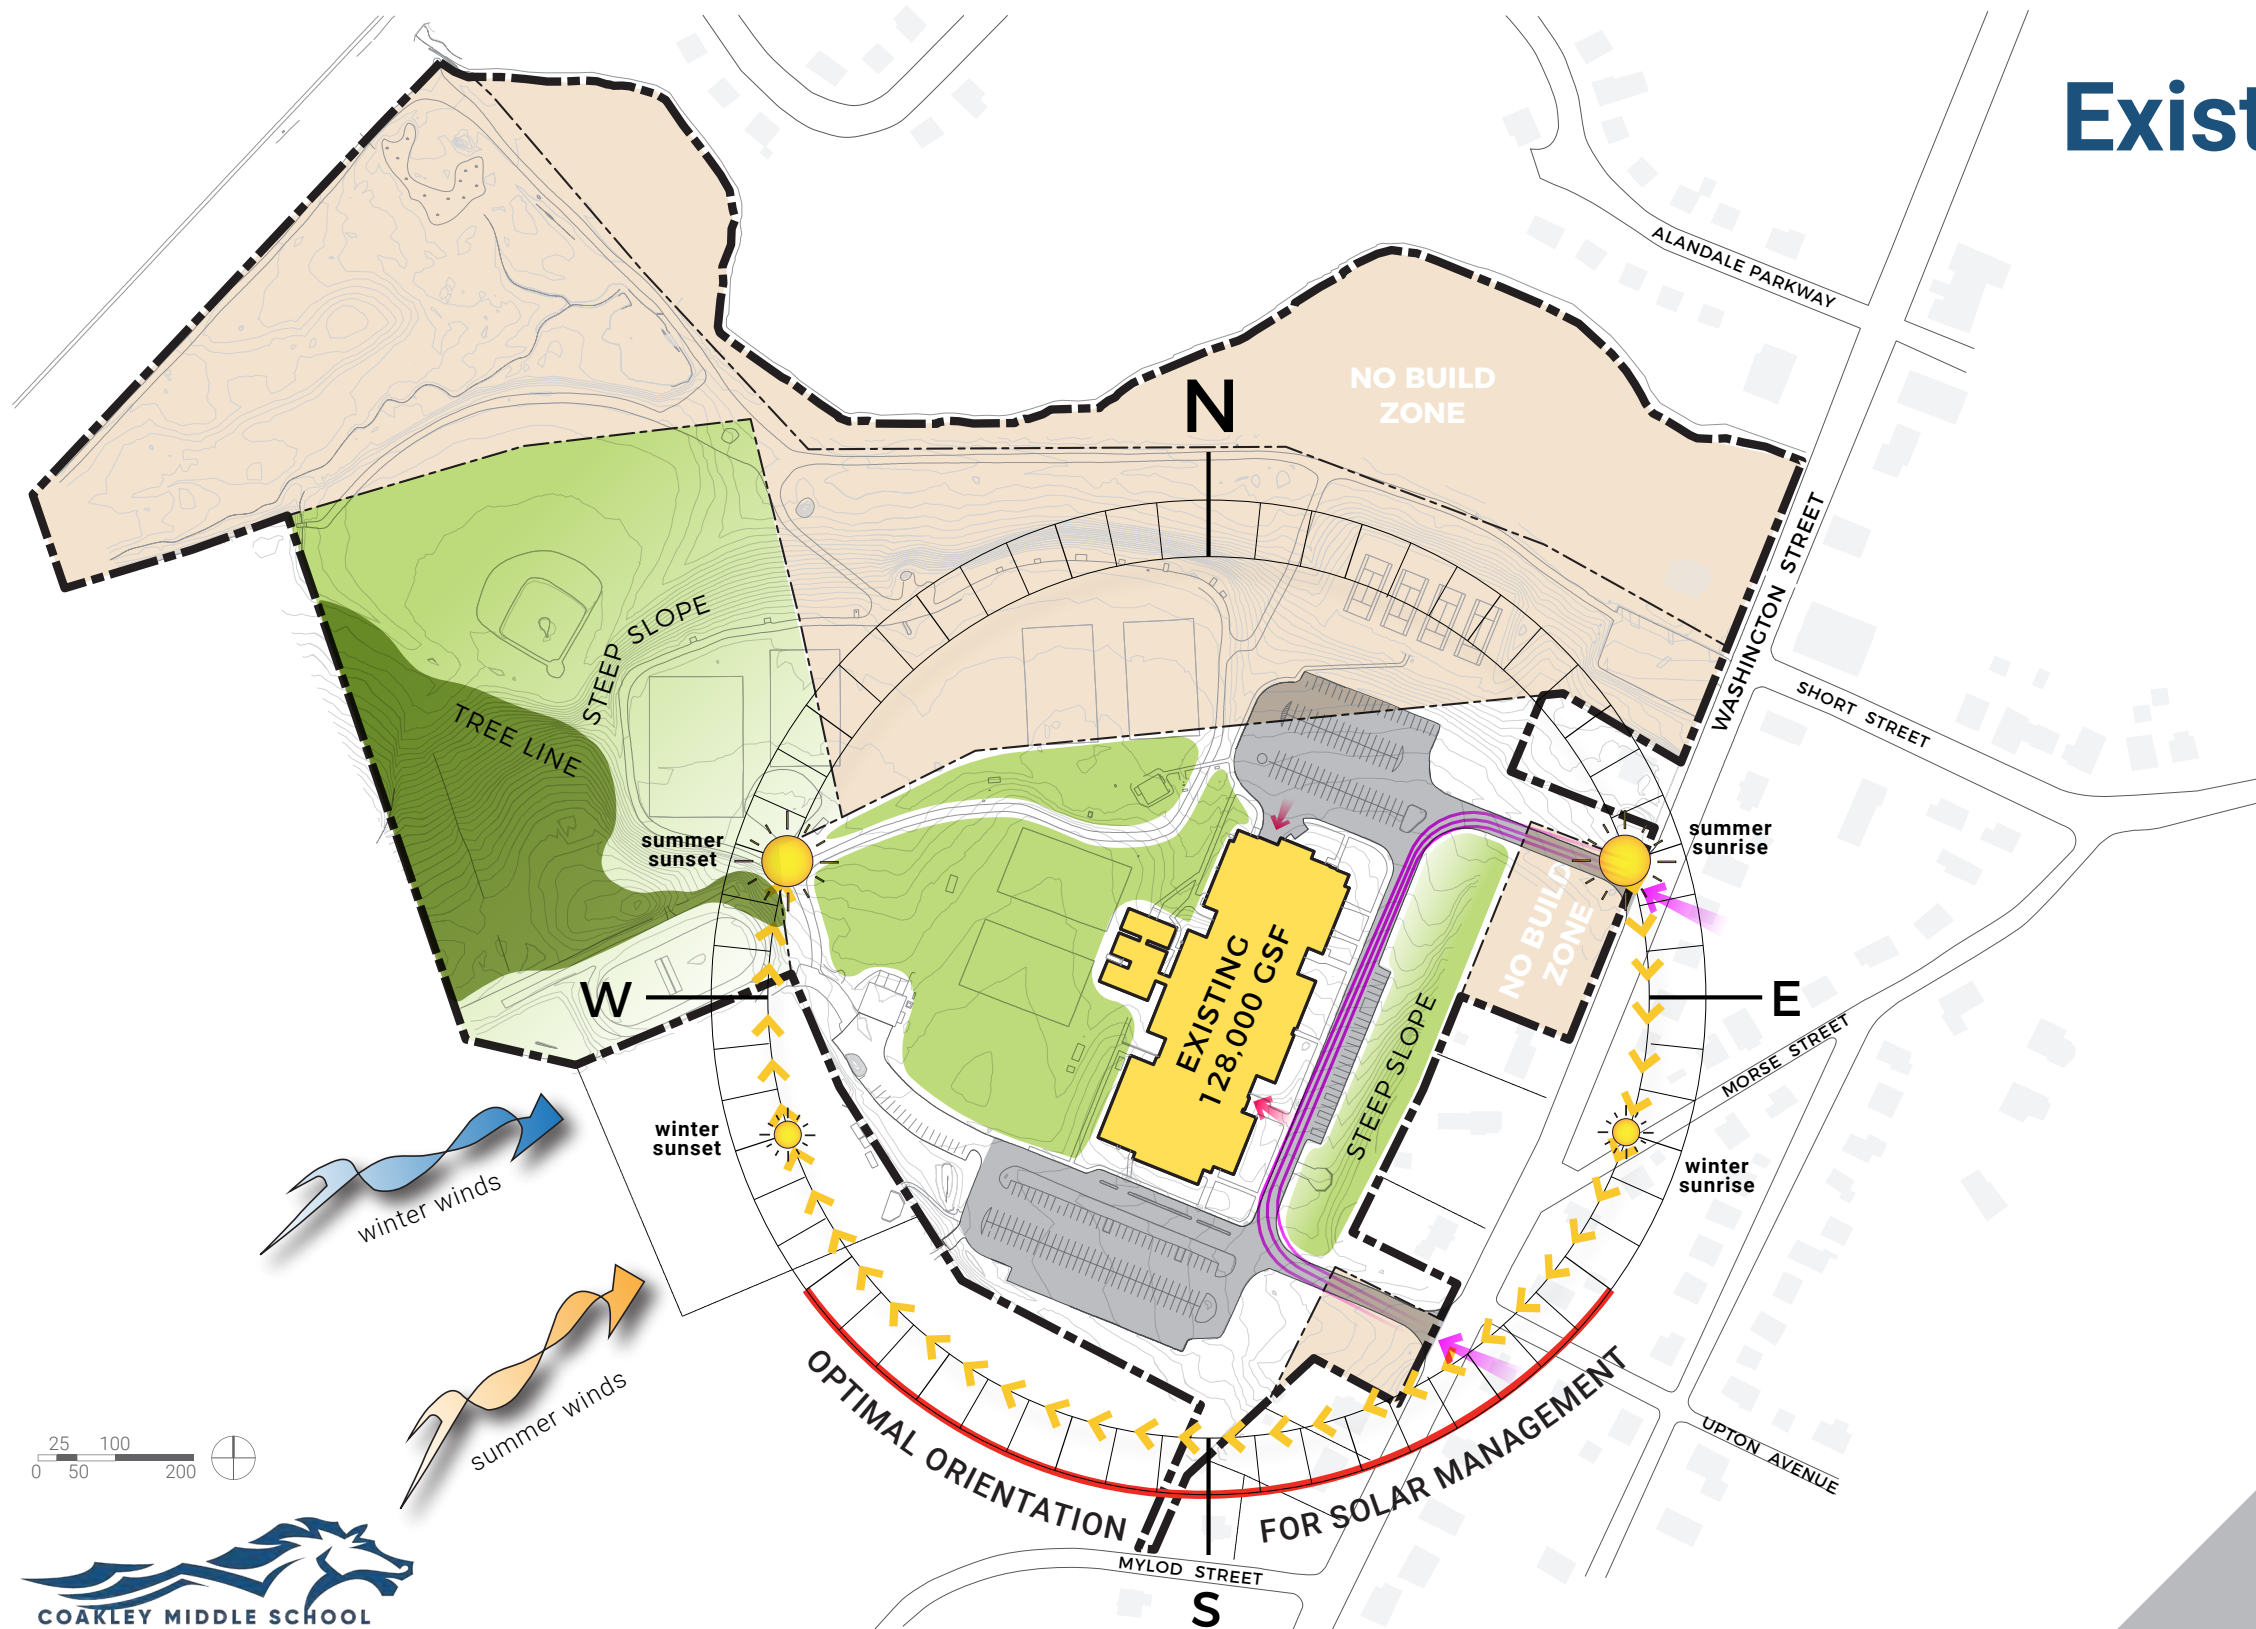 Exist
ALANDALE PARKWAY
NO BUILD
ZONE
N
WASHINGTON STREET
SHORT STREET
STEEP SLOPE
TREE LINE
summer
sunset
summer
sunrise
NO BUILD
ZONE
EXISTING
128,000 GSF
W
E
STEEP SLOPE
MORSE STREET
winter
sunset
winter
sunrise
winter winds
summer winds
OPTIMAL ORIENTATION
FOR SOLAR MANAGEMENT
UPTON AVENUE
25 100
0 50 200
MYLOD STREET
S
COAKLEY MIDDLE SCHOOL